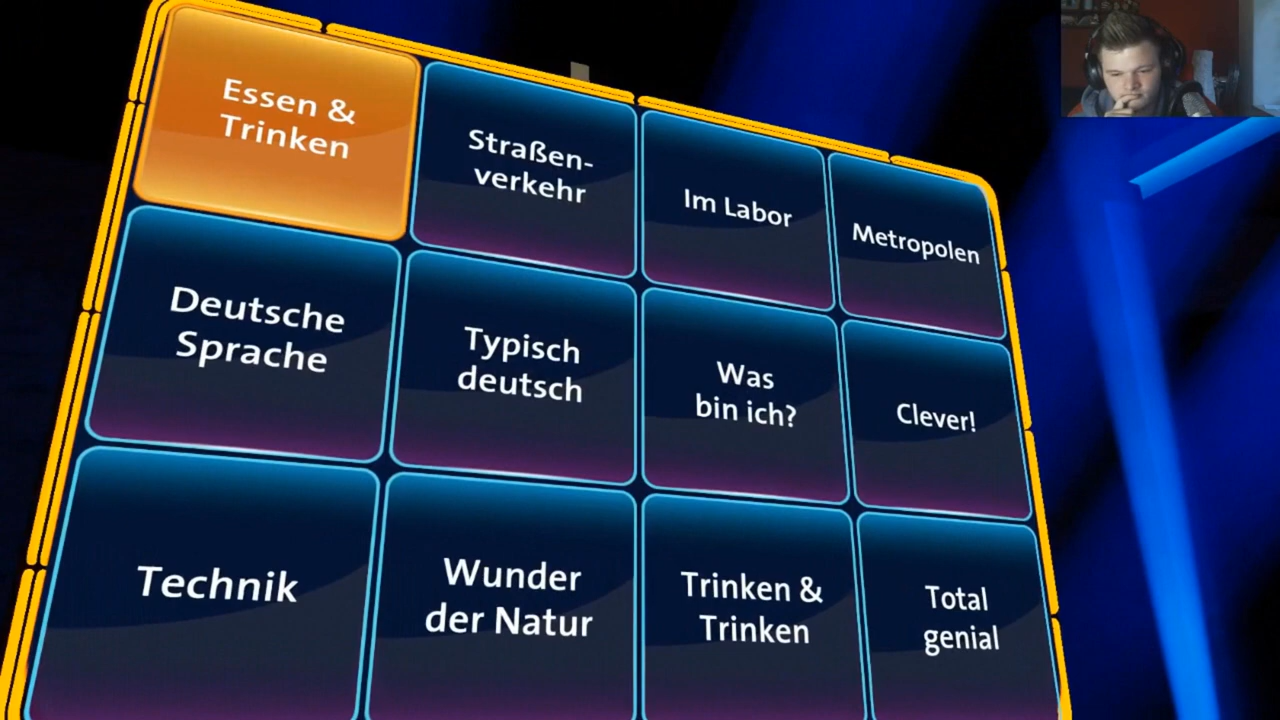 Essen &
Trinken
Straßen-
verkehr
Im Labor
Metropolen
Deutsche
Sprache
Typisch
deutsch
Was
bin ich?
Clever!
Technik
Wunder
der Natur
Trinken &
Trinken
Total
genial